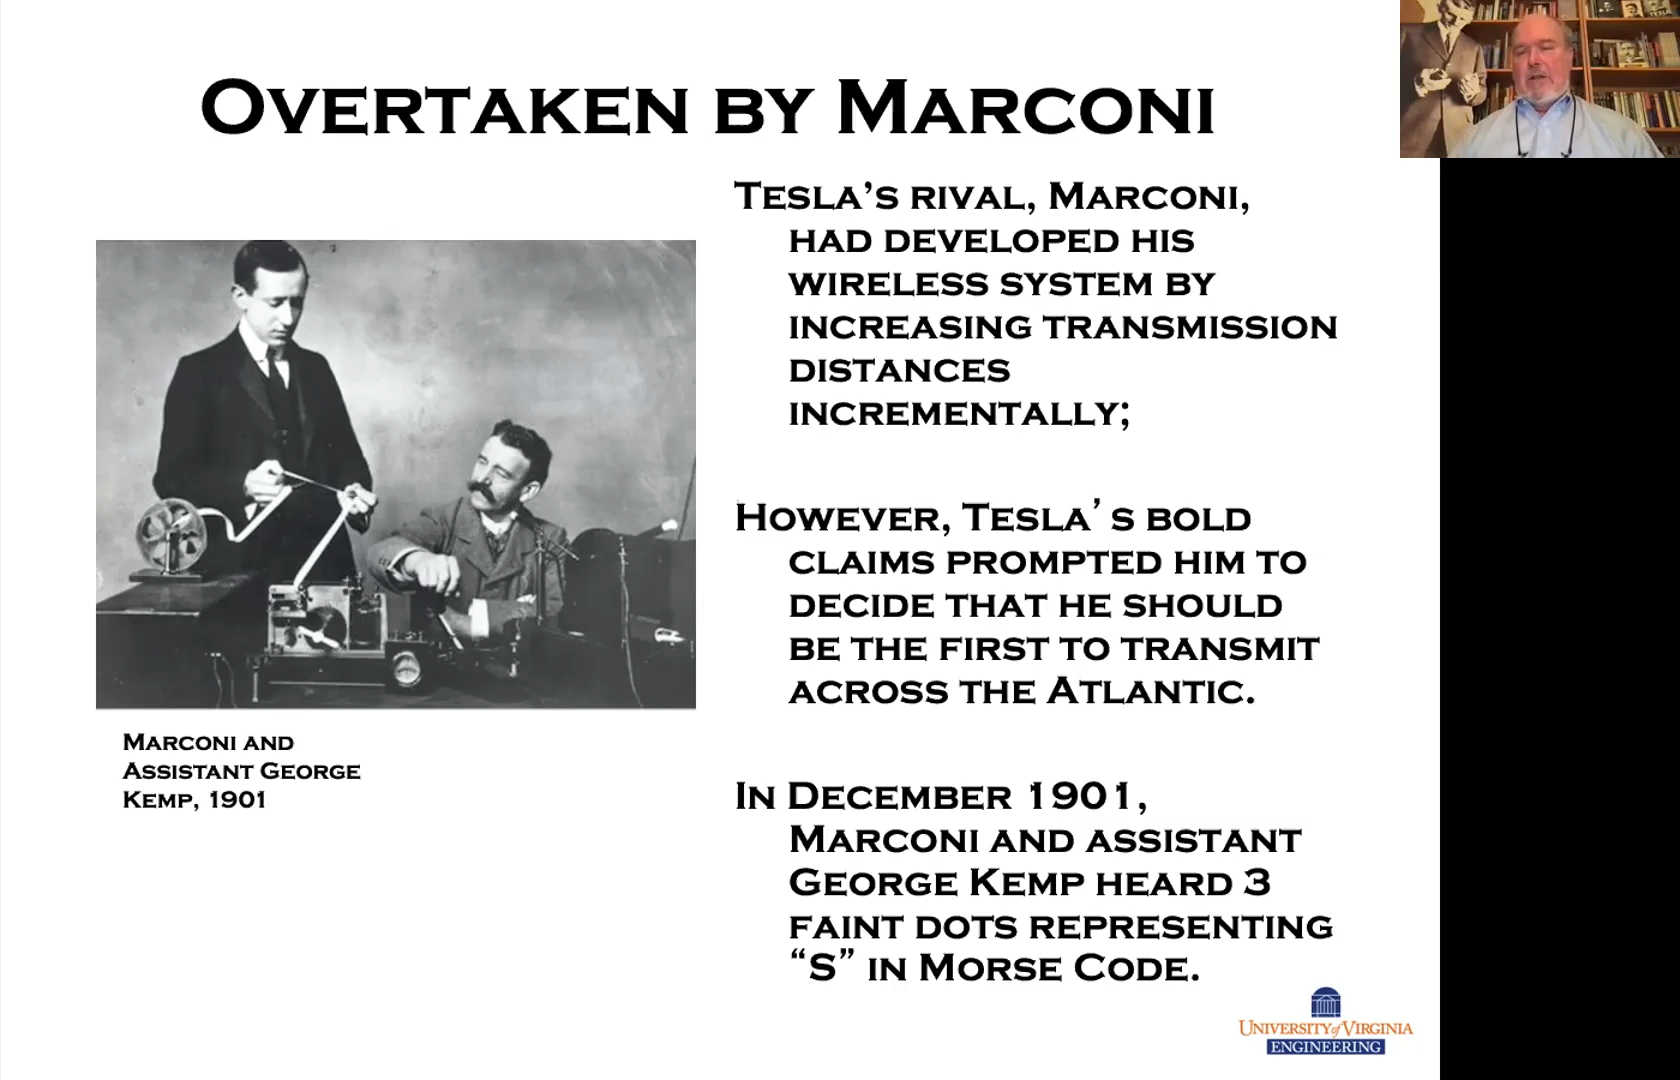 Overtaken by Marconi
Tesla's rival, Marconi,
had developed his
wireless system by
increasing transmission
distances
incrementally;
However, Tesla's bold
claims prompted him to
decide that he should
be the first to transmit
across the Atlantic.
In December 1901,
Marconi and assistant
George Kemp heard 3
faint dots representing
“S” in Morse Code.
Marconi and
Assistant George
Kemp, 1901
University of Virginia
Engineering
TESLA